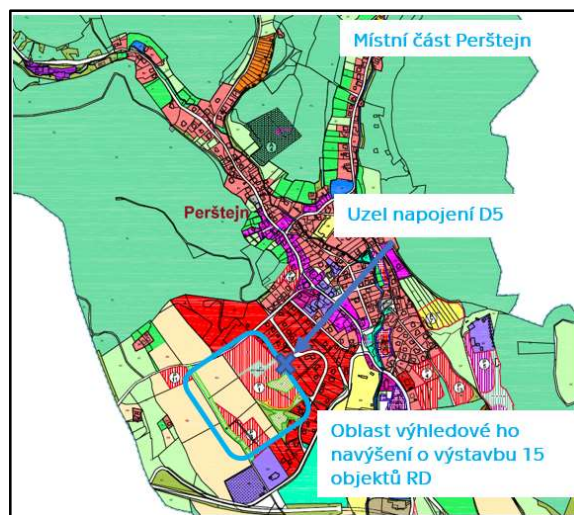 Místní část Perštejn
Perštejn
Uzel napojení D5
Oblast výhledové ho
navýšení o výstavbu 15
objektů RD